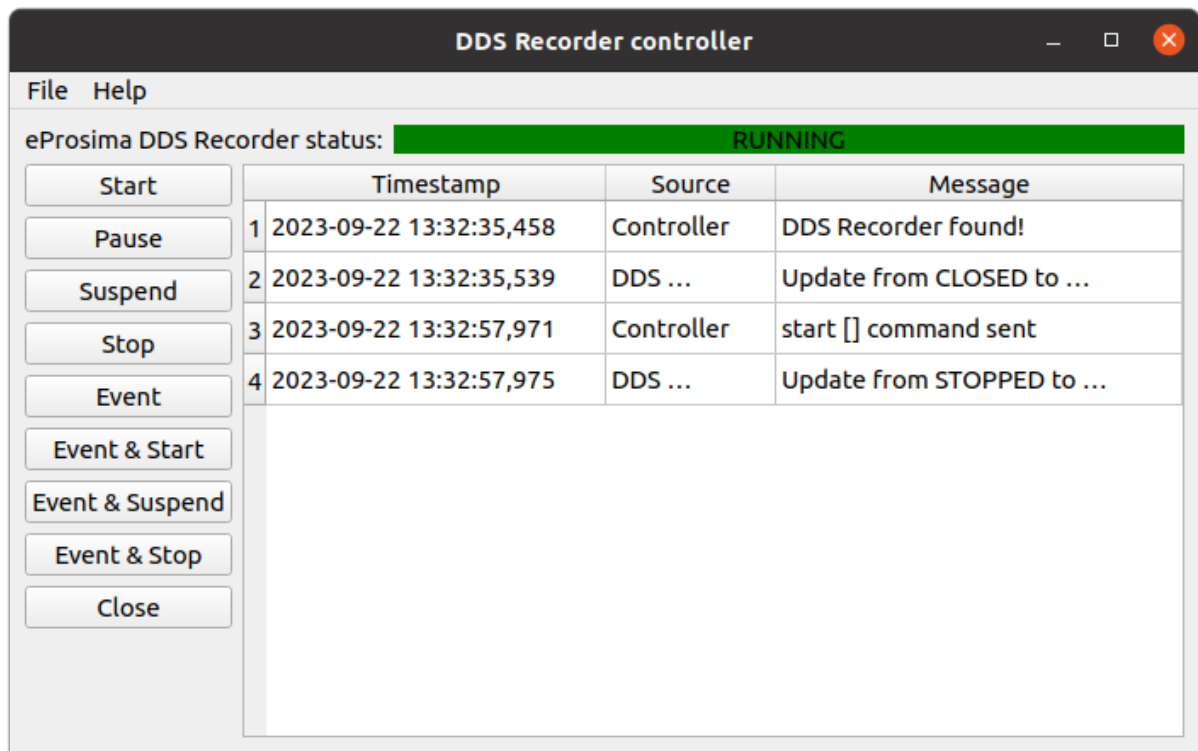 DDS Recorder controller
File Help
eProsima DDS Recorder status: RUNNING
Start
Pause
Suspend
Stop
Event
Event & Start
Event & Suspend
Event & Stop
Close
Timestamp Source Message
1 2023-09-22 13:32:35,458 Controller DDS Recorder found!
2 2023-09-22 13:32:35,539 DDS ... Update from CLOSED to ...
3 2023-09-22 13:32:57,971 Controller start [] command sent
4 2023-09-22 13:32:57,975 DDS ... Update from STOPPED to ...